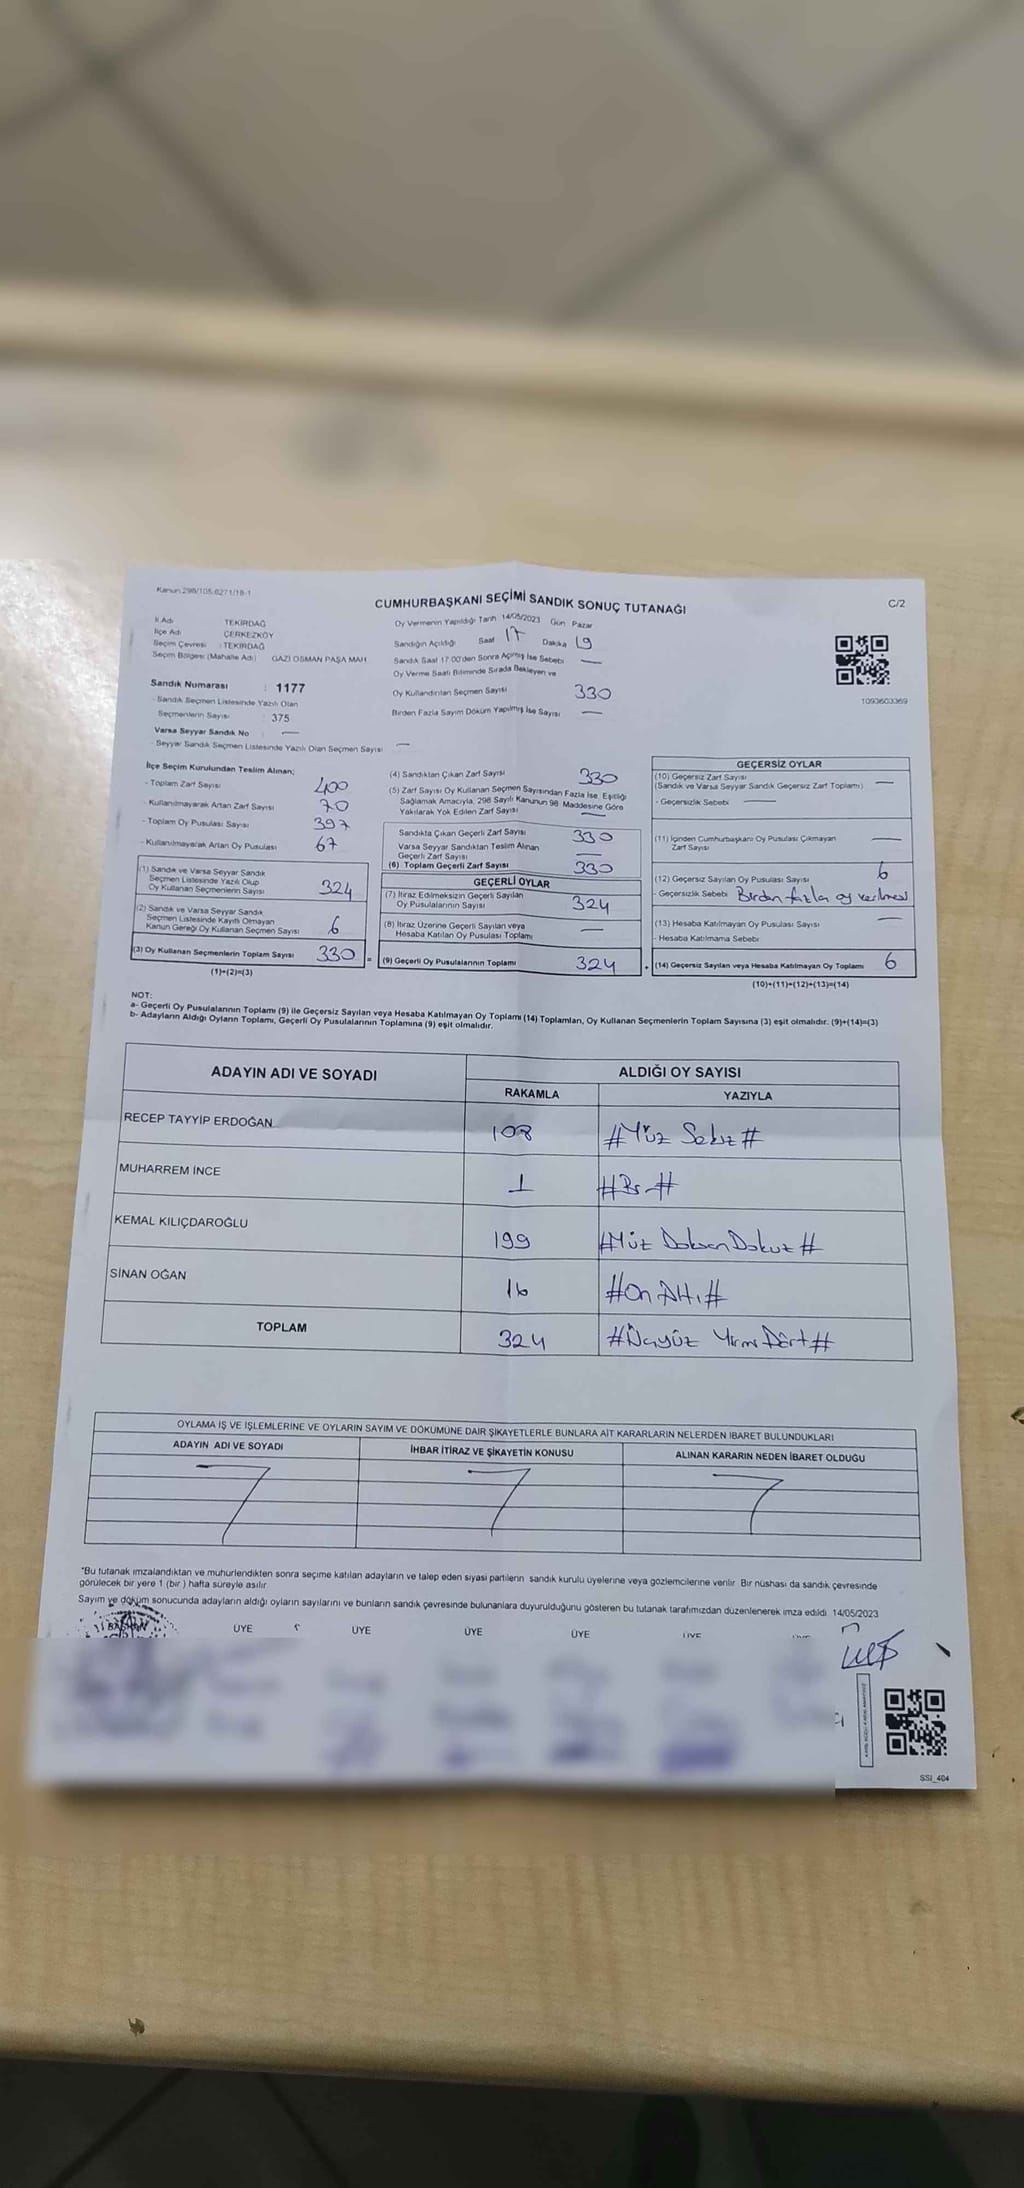 Kanun 298/105,6271/18-1
CUMHURBAŞKANI SEÇİMİ SANDIK SONUÇ TUTANAĞI
C/2
İl Adı TEKİRDAĞ
İlçe Adı ÇERKEZKÖY
Seçim Çevresi : TEKİRDAĞ
Seçim Bölgesi (Mahalle Adı) GAZİ OSMAN PAŞA MAH.
Sandık Numarası : 1177
- Sandık Seçmen Listesinde Yazılı Olan
Seçmenlerin Sayısı : 375
Varsa Seyyar Sandık No : —
- Seyyar Sandık Seçmen Listesinde Yazılı Olan Seçmen Sayısı —
Oy Vermenin Yapıldığı Tarih 14/05/2023 Gün Pazar
Sandığın Açıldığı Saat 17 Dakika 19
Sandık Saat 17.00'den Sonra Açılmış İse Sebebi —
Oy Verme Saati Bitiminde Sırada Bekleyen ve
Oy Kullandırılan Seçmen Sayısı 330
Birden Fazla Sayım Döküm Yapılmış İse Sayısı —
1093603369
İlçe Seçim Kurulundan Teslim Alınan;
- Toplam Zarf Sayısı 400
- Kullanılmayarak Artan Zarf Sayısı 70
- Toplam Oy Pusulası Sayısı 397
- Kullanılmayarak Artan Oy Pusulası 67
(1) Sandık ve Varsa Seyyar Sandık
Seçmen Listesinde Yazılı Olup
Oy Kullanan Seçmenlerin Sayısı 324
(2) Sandık ve Varsa Seyyar Sandık
Seçmen Listesinde Kayıtlı Olmayan
Kanun Gereği Oy Kullanan Seçmen Sayısı 6
(3) Oy Kullanan Seçmenlerin Toplam Sayısı 330
(1)+(2)=(3)
(4) Sandıktan Çıkan Zarf Sayısı 330
(5) Zarf Sayısı Oy Kullanan Seçmen Sayısından Fazla İse, Eşitliği
Sağlamak Amacıyla, 298 Sayılı Kanunun 98. Maddesine Göre
Yakılarak Yok Edilen Zarf Sayısı —
Sandıkta Çıkan Geçerli Zarf Sayısı 330
Varsa Seyyar Sandıktan Teslim Alınan
Geçerli Zarf Sayısı —
(6) Toplam Geçerli Zarf Sayısı 330
GEÇERLİ OYLAR
(7) İtiraz Edilmeksizin Geçerli Sayılan
Oy Pusulalarının Sayısı 324
(8) İtiraz Üzerine Geçerli Sayılan veya
Hesaba Katılan Oy Pusulası Toplamı —
= (9) Geçerli Oy Pusulalarının Toplamı 324
GEÇERSİZ OYLAR
(10) Geçersiz Zarf Sayısı —
(Sandık ve Varsa Seyyar Sandık Geçersiz Zarf Toplamı)
- Geçersizlik Sebebi —
(11) İçinden Cumhurbaşkanı Oy Pusulası Çıkmayan
Zarf Sayısı —
(12) Geçersiz Sayılan Oy Pusulası Sayısı 6
- Geçersizlik Sebebi Birden fazla oy verilmesi
(13) Hesaba Katılmayan Oy Pusulası Sayısı —
- Hesaba Katılmama Sebebi
+ (14) Geçersiz Sayılan veya Hesaba Katılmayan Oy Toplamı 6
(10)+(11)+(12)+(13)=(14)
NOT:
a- Geçerli Oy Pusulalarının Toplamı (9) ile Geçersiz Sayılan veya Hesaba Katılmayan Oy Toplamı (14) Toplamları, Oy Kullanan Seçmenlerin Toplam Sayısına (3) eşit olmalıdır. (9)+(14)=(3)
b- Adayların Aldığı Oyların Toplamı, Geçerli Oy Pusulalarının Toplamına (9) eşit olmalıdır.
ADAYIN ADI VE SOYADI
ALDIĞI OY SAYISI
RAKAMLA YAZIYLA
RECEP TAYYİP ERDOĞAN 108 #Yüz Sekiz#
MUHARREM İNCE 1 #Bir#
KEMAL KILIÇDAROĞLU 199 #Yüz Doksan Dokuz#
SİNAN OĞAN 16 #On Altı#
TOPLAM 324 #Üçyüz Yirmi Dört#
OYLAMA İŞ VE İŞLEMLERİNE VE OYLARIN SAYIM VE DÖKÜMÜNE DAİR ŞİKAYETLERLE BUNLARA AİT KARARLARIN NELERDEN İBARET BULUNDUKLARI
ADAYIN ADI VE SOYADI İHBAR İTİRAZ VE ŞİKAYETİN KONUSU ALINAN KARARIN NEDEN İBARET OLDUĞU
*Bu tutanak imzalandıktan ve mühürlendikten sonra seçime katılan adayların ve talep eden siyasi partilerin sandık kurulu üyelerine veya gözlemcilerine verilir. Bir nüshası da sandık çevresinde
görülecek bir yere 1 (bir) hafta süreyle asılır
Sayım ve döküm sonucunda adayların aldığı oyların sayılarını ve bunların sandık çevresinde bulunanlara duyurulduğunu gösteren bu tutanak tarafımızdan düzenlenerek imza edildi. 14/05/2023
BAŞKAN ÜYE ÜYE ÜYE ÜYE ÜYE
SSİ_404